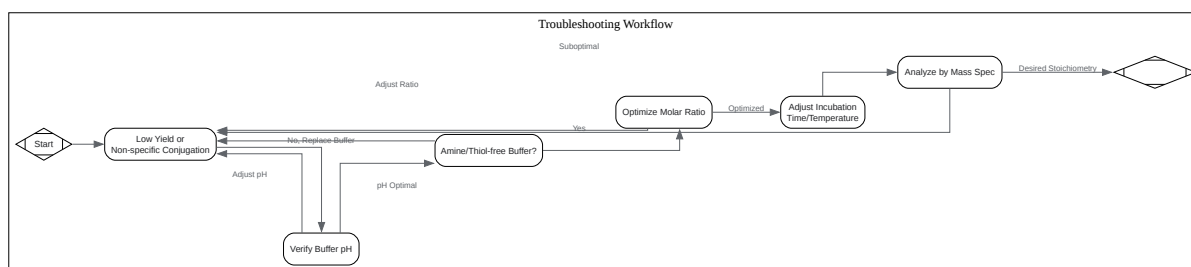 Troubleshooting Workflow
Suboptimal
Adjust Ratio
Analyze by Mass Spec
Desired Stoichiometry
Optimize Molar Ratio
Optimized
Adjust Incubation
Time/Temperature
Start
Low Yield or
Non-specific Conjugation
Yes
No, Replace Buffer
Amine/Thiol-free Buffer?
Adjust pH
pH Optimal
Verify Buffer pH